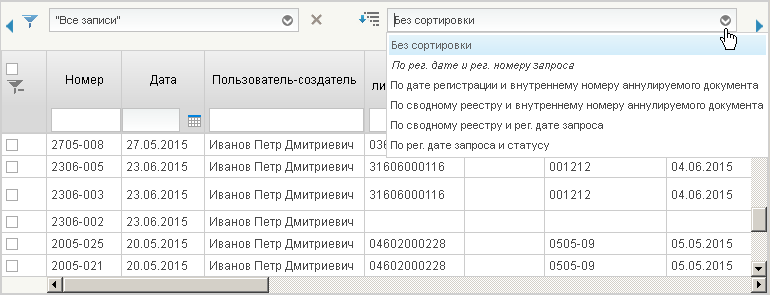 "Все записи"
Без сортировки
Без сортировки
По рег. дате и рег. номеру запроса
По дате регистрации и внутреннему номеру аннулируемого документа
По сводному реестру и внутреннему номеру аннулируемого документа
По сводному реестру и рег. дате запроса
По рег. дате запроса и статусу
Номер Дата Пользователь-создатель ли
2705-008 27.05.2015 Иванов Петр Дмитриевич 036
2306-005 23.06.2015 Иванов Петр Дмитриевич 31606000116 001212 04.06.2015
2306-003 23.06.2015 Иванов Петр Дмитриевич 31606000116 001212 04.06.2015
2306-002 23.06.2015 Иванов Петр Дмитриевич
2005-025 20.05.2015 Иванов Петр Дмитриевич 04602000228 0505-09 05.05.2015
2005-021 20.05.2015 Иванов Петр Дмитриевич 04602000228 0505-09 05.05.2015